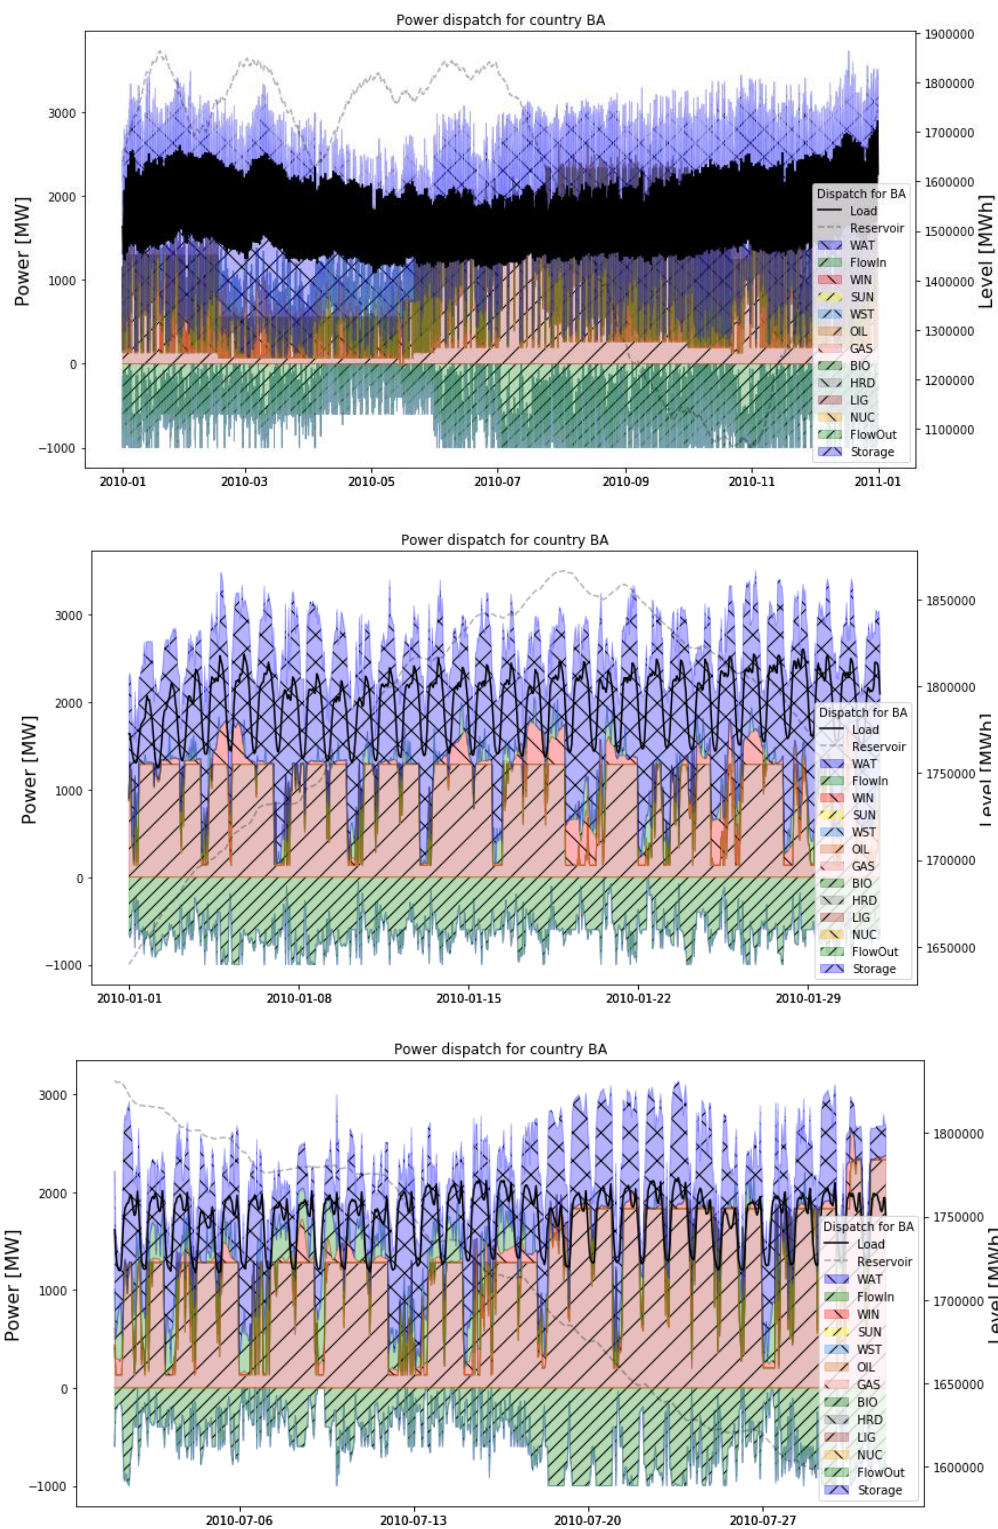 Power dispatch for country BA
Power [MW]
3000
2000
1000
0
−1000
1900000
1800000
1700000
1600000
1500000
1400000
1300000
1200000
1100000
Level [MWh]
Dispatch for BA
Load
Reservoir
WAT
FlowIn
WIN
SUN
WST
OIL
GAS
BIO
HRD
LIG
NUC
FlowOut
Storage
2010-01 2010-03 2010-05 2010-07 2010-09 2010-11 2011-01
Power dispatch for country BA
Power [MW]
3000
2000
1000
0
−1000
1850000
1800000
1750000
1700000
1650000
Level [MWh]
Dispatch for BA
Load
Reservoir
WAT
FlowIn
WIN
SUN
WST
OIL
GAS
BIO
HRD
LIG
NUC
FlowOut
Storage
2010-01-01 2010-01-08 2010-01-15 2010-01-22 2010-01-29
Power dispatch for country BA
Power [MW]
3000
2000
1000
0
−1000
1800000
1750000
1700000
1650000
1600000
Level [MWh]
Dispatch for BA
Load
Reservoir
WAT
FlowIn
WIN
SUN
WST
OIL
GAS
BIO
HRD
LIG
NUC
FlowOut
Storage
2010-07-06 2010-07-13 2010-07-20 2010-07-27